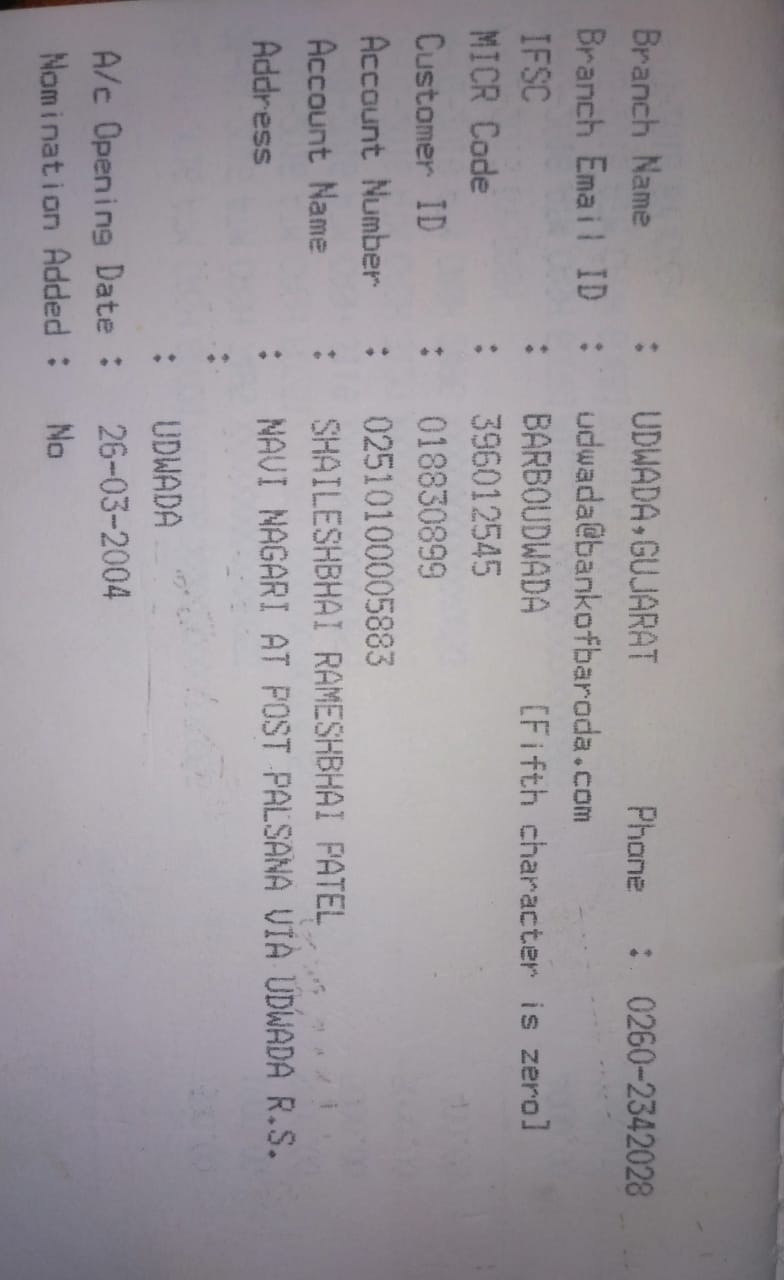 Branch Name : UDWADA,GUJARAT Phone : 0260-2342028
Branch Email ID : udwada@bankofbaroda.com
IFSC : BARB0UDWADA [Fifth character is zero]
MICR Code : 396012545
Customer ID : 018830899
Account Number : 02510100005883
Account Name : SHAILESHBHAI RAMESHBHAI PATEL
Address : NAVI NAGARI AT POST PALSANA VIA UDWADA R.S.
:
: UDWADA
A/c Opening Date : 26-03-2004
Nomination Added : No